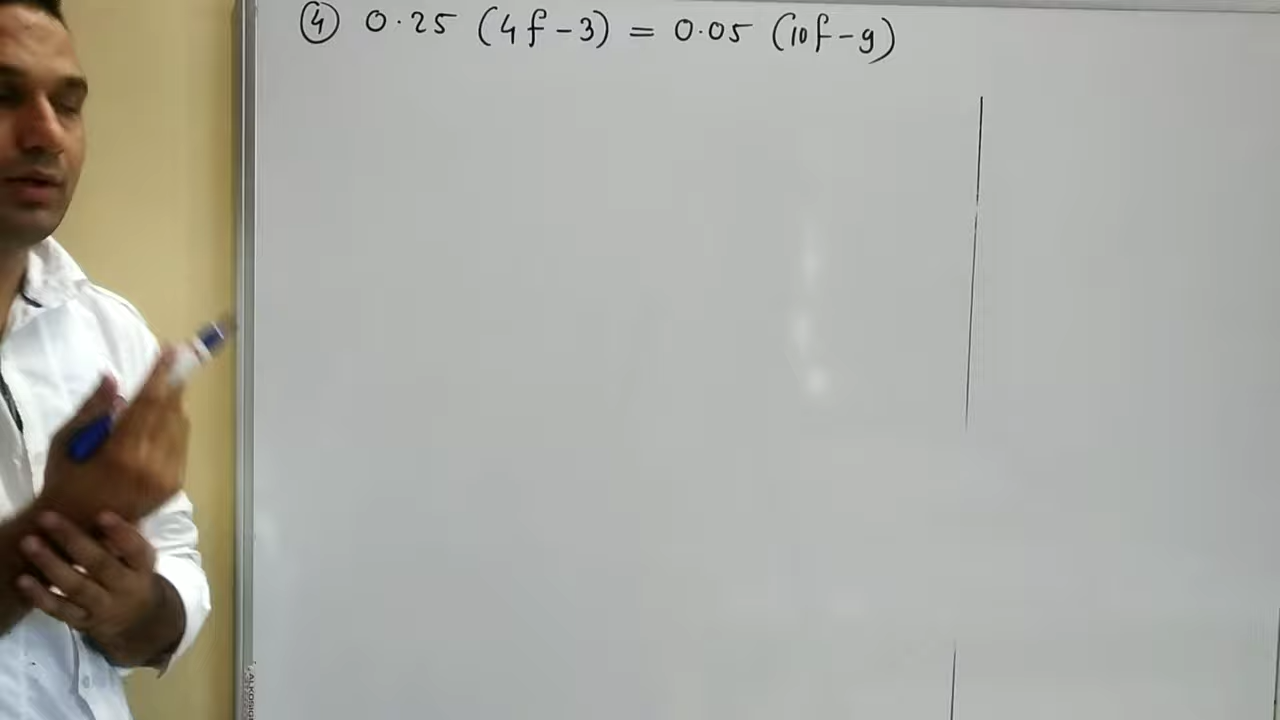 ④ 0.25 (4f-3) = 0.05 (10f-9)